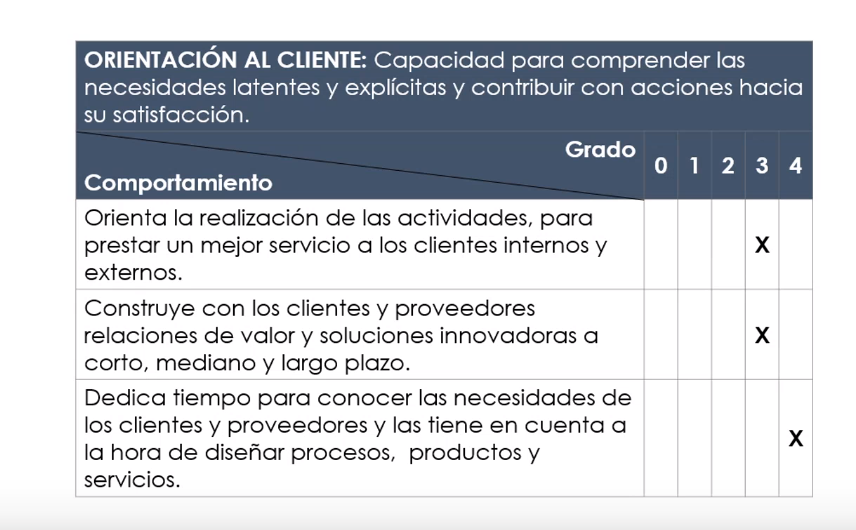 ORIENTACIÓN AL CLIENTE: Capacidad para comprender las
necesidades latentes y explícitas y contribuir con acciones hacia
su satisfacción.
Grado
0 1 2 3 4
Comportamiento
Orienta la realización de las actividades, para
prestar un mejor servicio a los clientes internos y
externos.
X
Construye con los clientes y proveedores
relaciones de valor y soluciones innovadoras a
corto, mediano y largo plazo.
X
Dedica tiempo para conocer las necesidades de
los clientes y proveedores y las tiene en cuenta a
la hora de diseñar procesos, productos y
servicios.
X